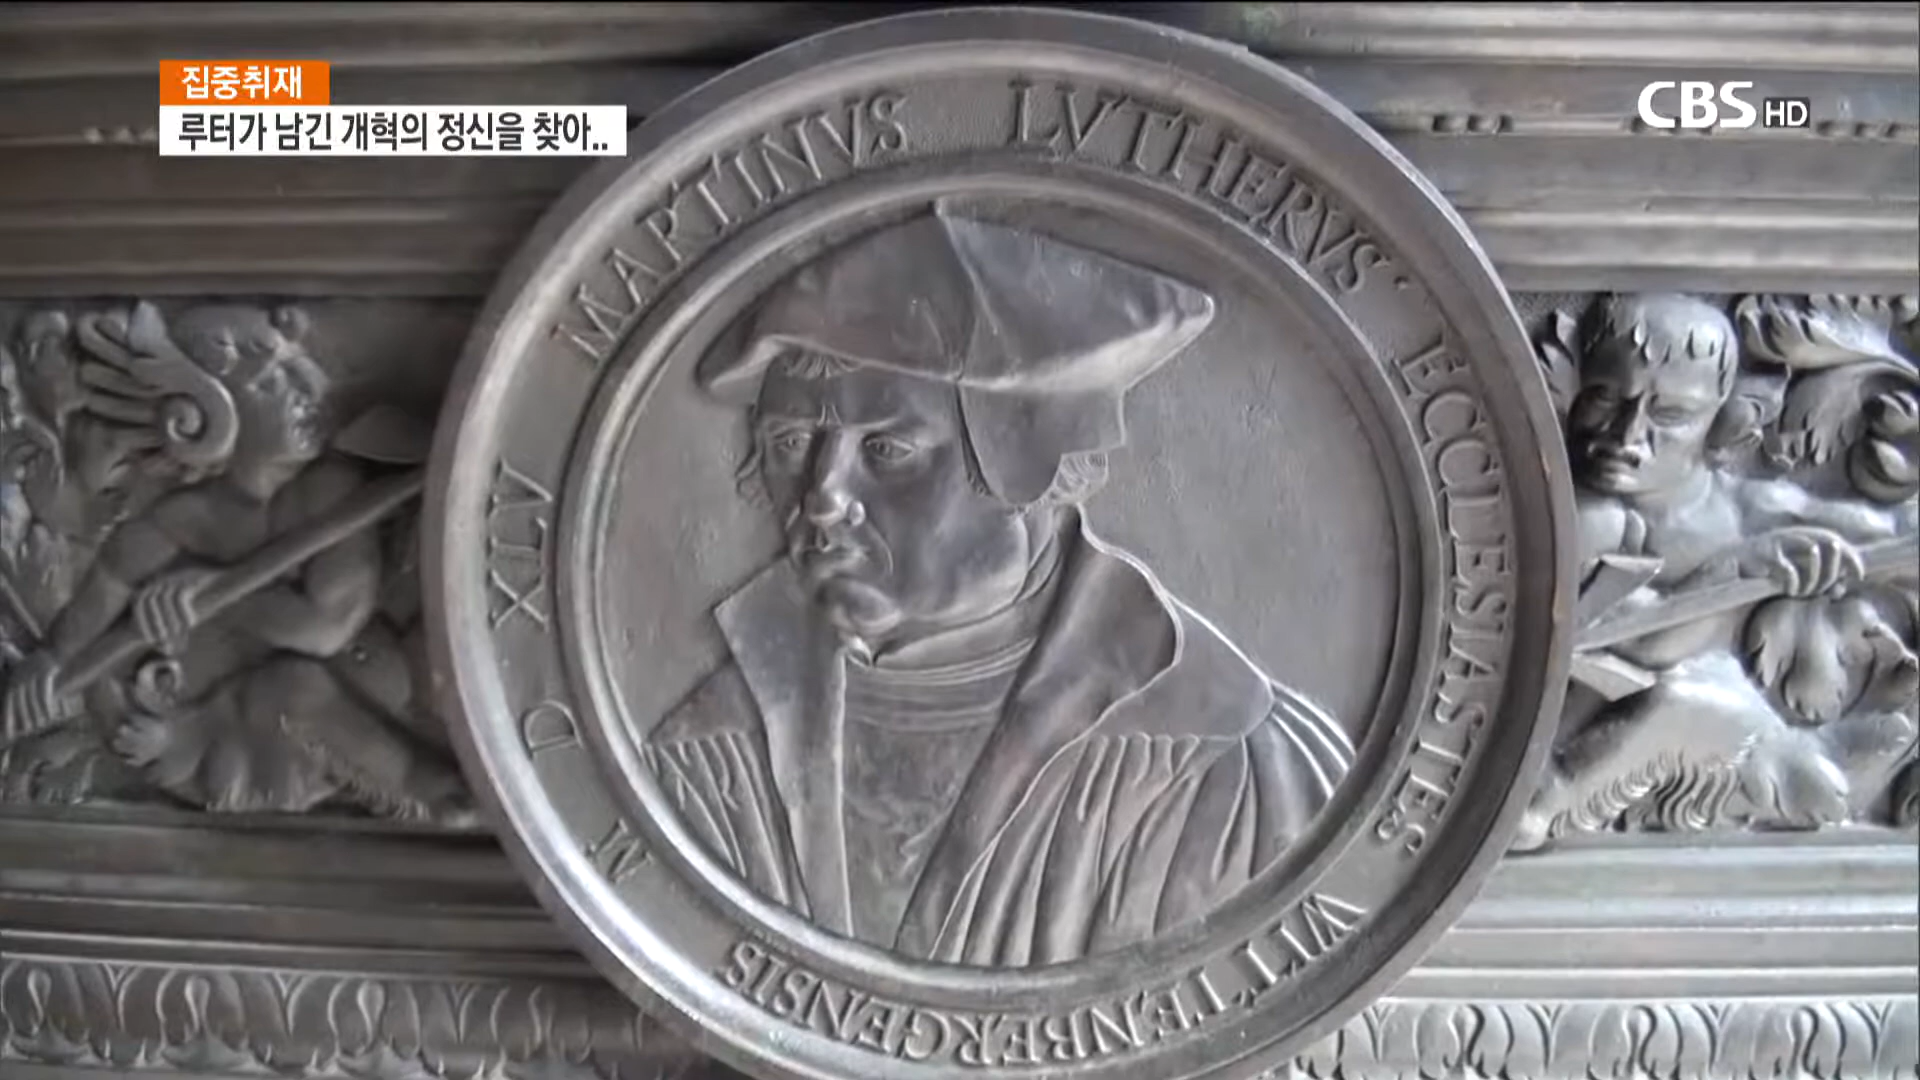 집중취재
루터가 남긴 개혁의 정신을 찾아..
CBS HD
MARTINVS LVTHERVS · ECCLESIASTES WITTENBERGENSIS
M D XLV